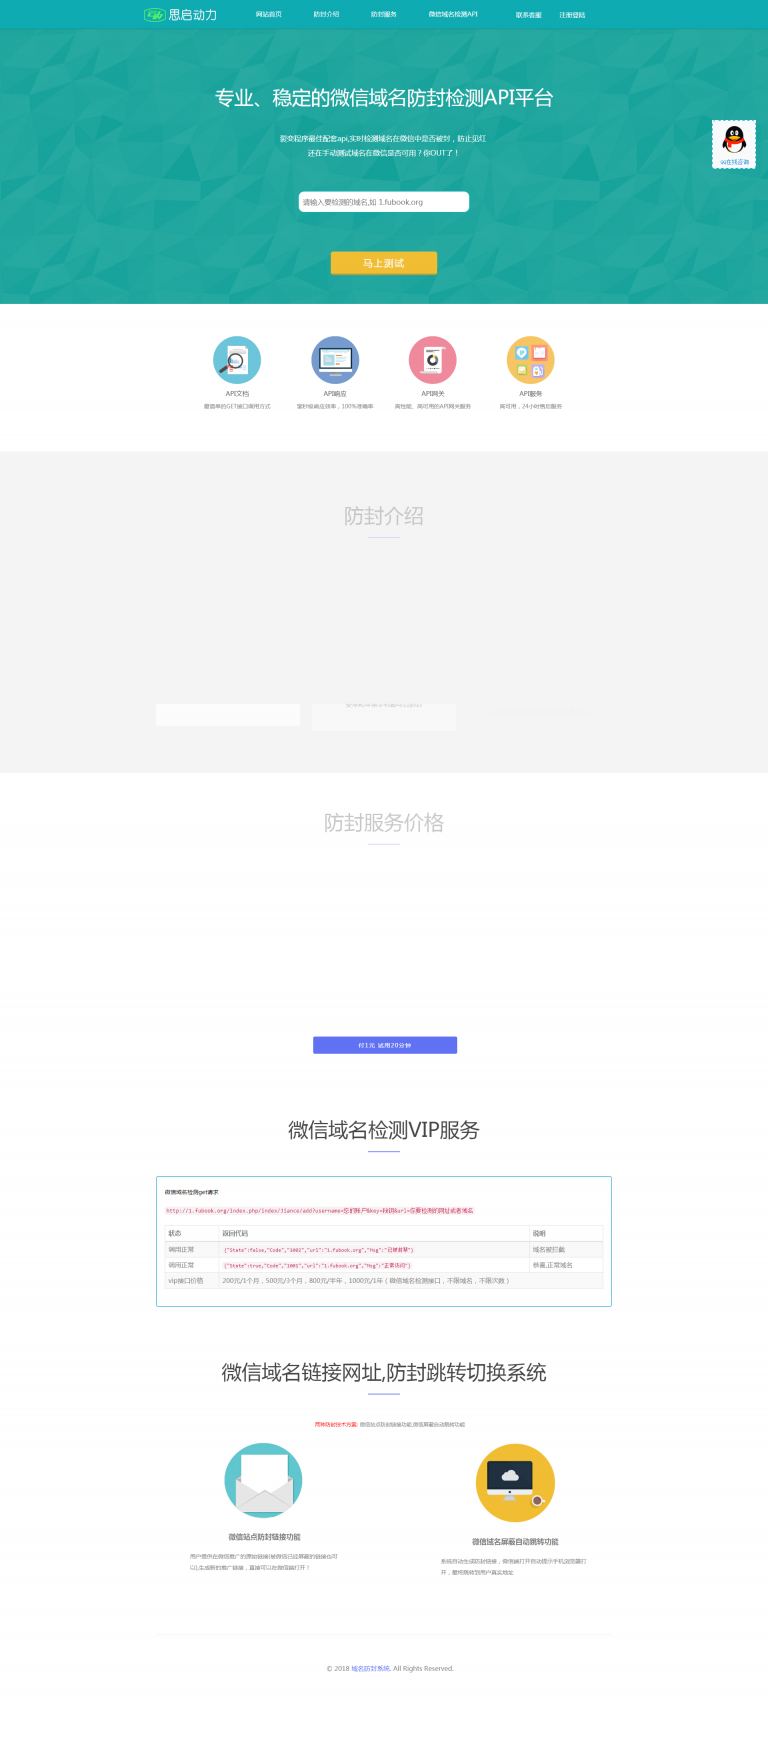 思启动力
网站首页
防封介绍
防封服务
微信域名检测API
联系客服
注册登陆
专业、稳定的微信域名防封检测API平台
裂变程序最佳配套api,实时检测域名在微信中是否被封，防止见红
还在手动测试域名在微信是否可用？你OUT了！
qq在线咨询
请输入要检测的域名,如 1.fubook.org
马上测试
API文档
最简单的GET接口调用方式
API响应
毫秒级响应效率，100%准确率
API网关
高性能、高可用的API网关服务
API服务
高可用，24小时售后服务
防封介绍
防封服务价格
付1元 试用20分钟
微信域名检测VIP服务
微信域名检测get请求
http://1.fubook.org/index.php/index/Jiance/add?username=您的账户&key=秘钥&url=你要检测的网址或者域名
状态 返回代码 说明
调用正常 {"State":false,"Code","1002","url":"1.fubook.org","Msg":"已被封禁"} 域名被拦截
调用正常 {"State":true,"Code","1001","url":"1.fubook.org","Msg":"正常访问"} 恭喜,正常域名
vip接口价格 200元/1个月，500元/3个月，800元/半年，1000元/1年（微信域名检测接口，不限域名，不限次数）
微信域名链接网址,防封跳转切换系统
两种防封技术方案: 微信站点防封链接功能,微信屏蔽自动跳转功能
微信站点防封链接功能
用户提供在微信推广的原始链接(被微信已经屏蔽的链接也可
以),生成新的推广链接，直接可以在微信端打开！
微信域名屏蔽自动跳转功能
系统自动生成防封链接，微信端打开自动提示手机浏览器打
开，最终跳转到用户真实地址
© 2018 域名防封系统. All Rights Reserved.